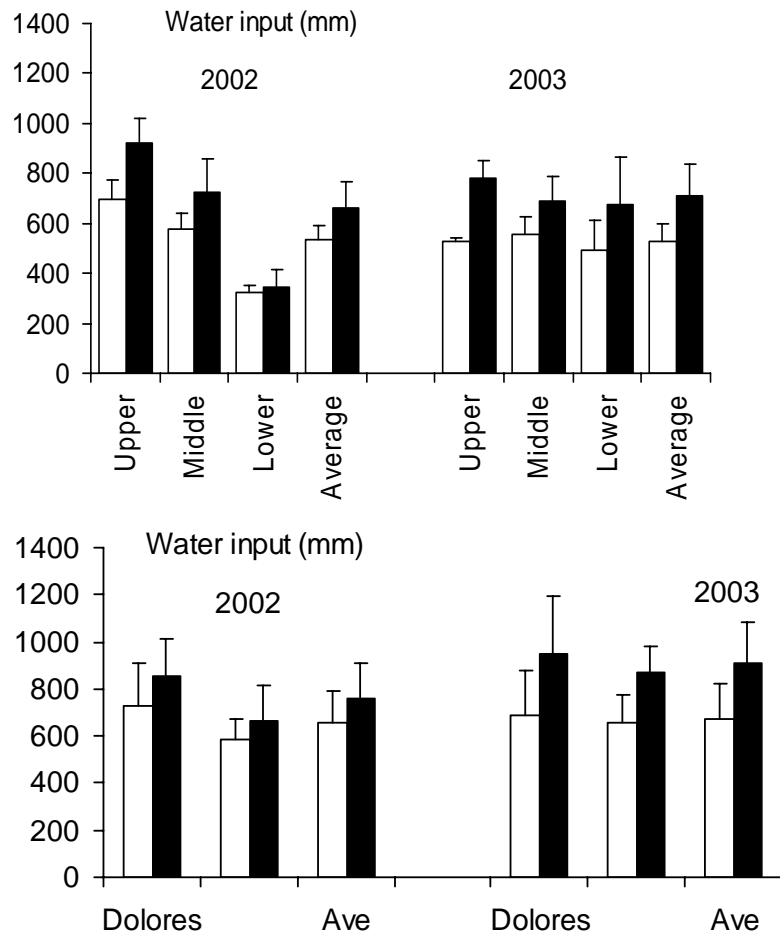 Water input (mm)
1400
1200
1000
800
600
400
200
0
2002
2003
Upper
Middle
Lower
Average
Upper
Middle
Lower
Average
Water input (mm)
1400
1200
1000
800
600
400
200
0
2002
2003
Dolores
Ave
Dolores
Ave